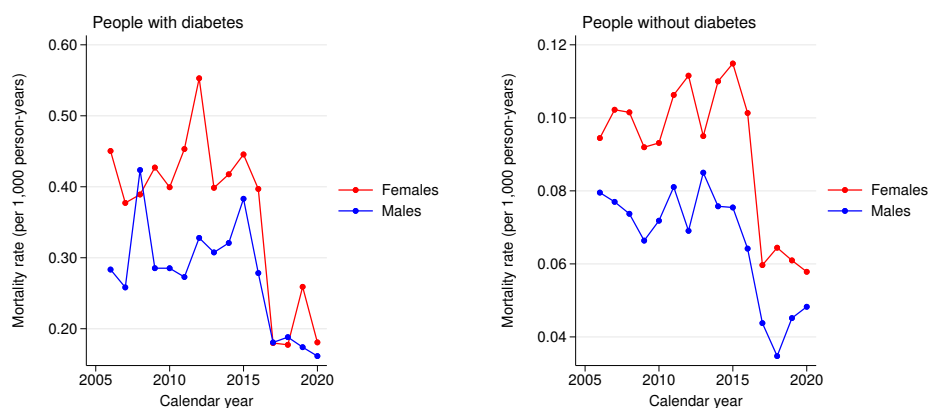 People with diabetes
Mortality rate (per 1,000 person-years)
0.60
0.50
0.40
0.30
0.20
2005 2010 2015 2020
Calendar year
Females
Males
People without diabetes
Mortality rate (per 1,000 person-years)
0.12
0.10
0.08
0.06
0.04
2005 2010 2015 2020
Calendar year
Females
Males